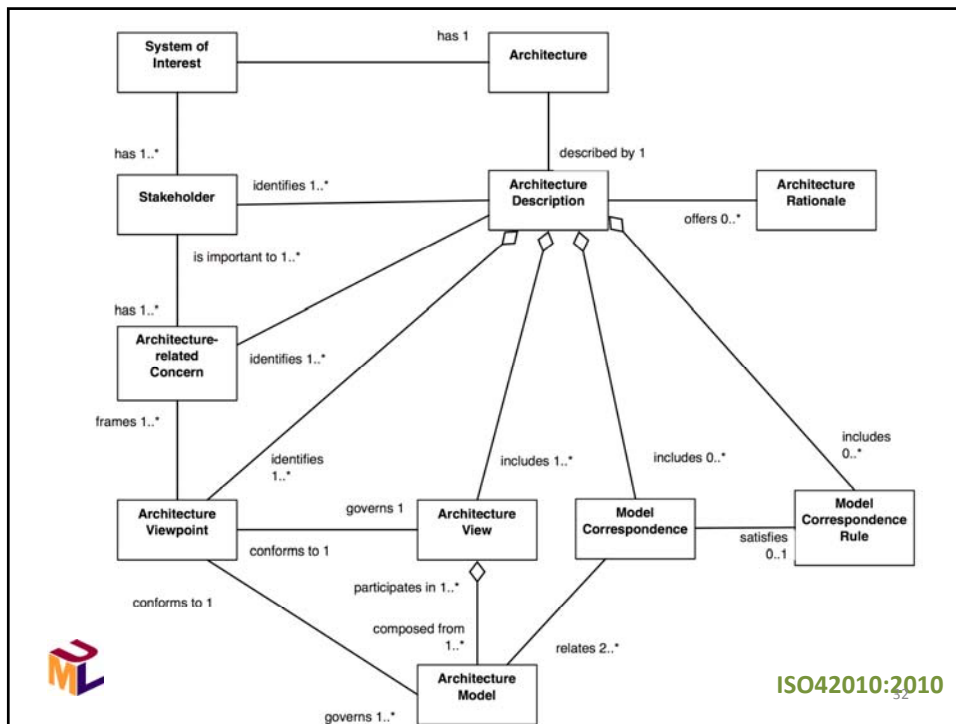 has 1
System of
Interest
Architecture
has 1..*
described by 1
Stakeholder
identifies 1..*
Architecture
Description
Architecture
Rationale
offers 0..*
is important to 1..*
has 1..*
Architecture-
related
Concern
identifies 1..*
frames 1..*
identifies
1..*
includes 1..*
includes 0..*
includes
0..*
Architecture
Viewpoint
governs 1
conforms to 1
Architecture
View
Model
Correspondence
satisfies
0..1
Model
Correspondence
Rule
participates in 1..*
conforms to 1
composed from
1..*
relates 2..*
Architecture
Model
governs 1..*
UML
ISO42010:2010
32